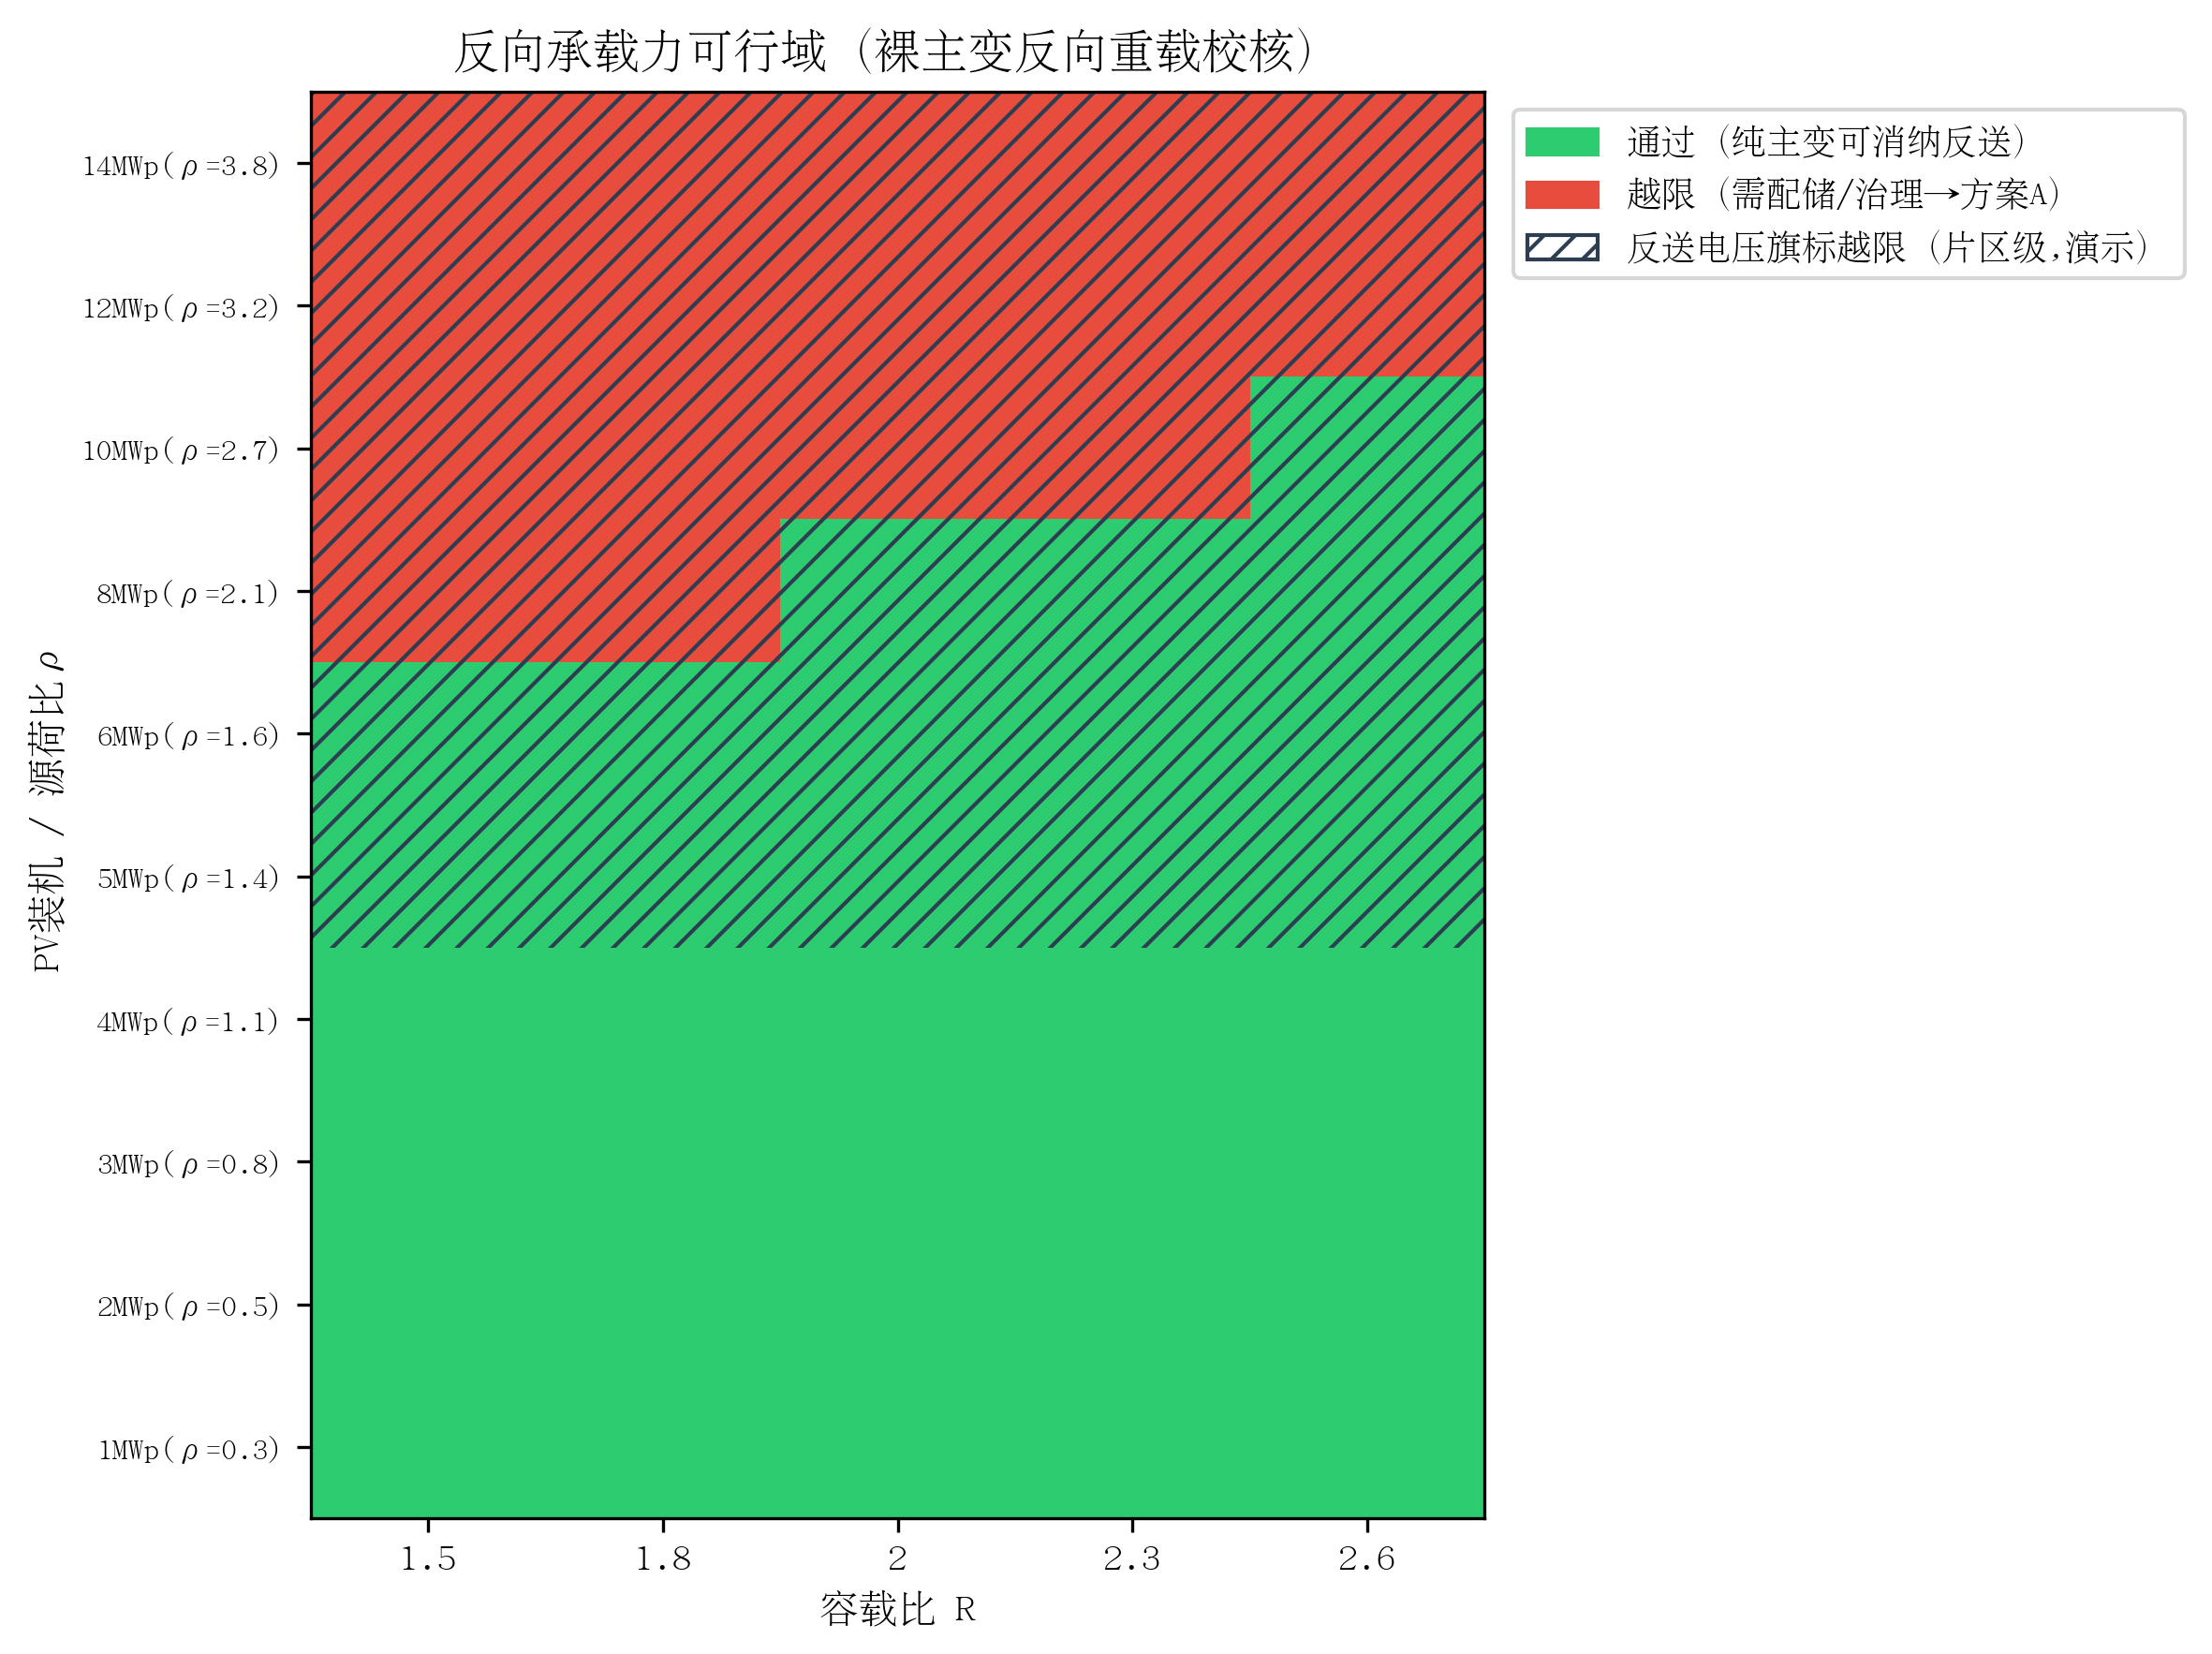 反向承载力可行域 (裸主变反向重载校核)
通过 (纯主变可消纳反送)
越限 (需配储/治理→方案A)
反送电压旗标越限 (片区级,演示)
PV装机 / 源荷比ρ
14MWp(ρ=3.8)
12MWp(ρ=3.2)
10MWp(ρ=2.7)
8MWp(ρ=2.1)
6MWp(ρ=1.6)
5MWp(ρ=1.4)
4MWp(ρ=1.1)
3MWp(ρ=0.8)
2MWp(ρ=0.5)
1MWp(ρ=0.3)
1.5
1.8
2
2.3
2.6
容载比 R